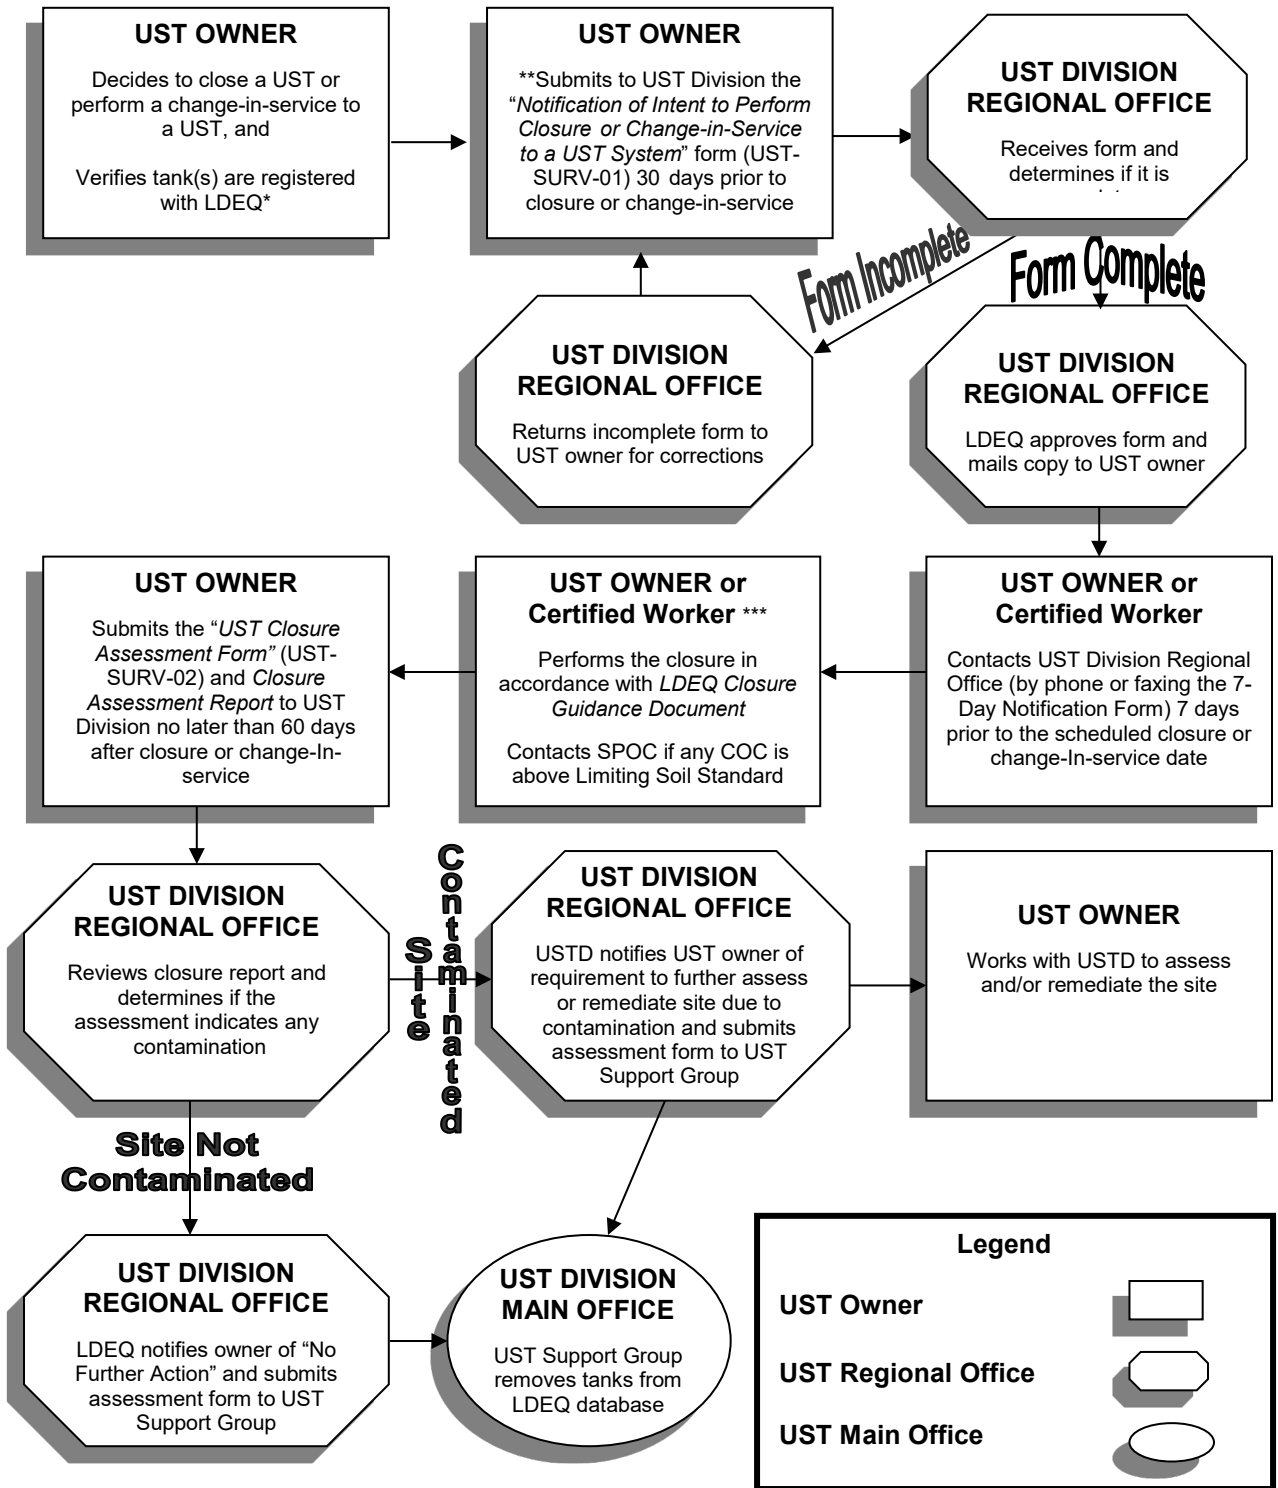 UST OWNER
Decides to close a UST or
perform a change-in-service to
a UST, and
Verifies tank(s) are registered
with LDEQ*
UST OWNER
**Submits to UST Division the
“Notification of Intent to Perform
Closure or Change-in-Service
to a UST System” form (UST-
SURV-01) 30 days prior to
closure or change-in-service
UST DIVISION
REGIONAL OFFICE
Receives form and
determines if it is
Form Incomplete
Form Complete
UST DIVISION
REGIONAL OFFICE
Returns incomplete form to
UST owner for corrections
UST DIVISION
REGIONAL OFFICE
LDEQ approves form and
mails copy to UST owner
UST OWNER or
Certified Worker
Contacts UST Division Regional
Office (by phone or faxing the 7-
Day Notification Form) 7 days
prior to the scheduled closure or
change-In-service date
UST OWNER or
Certified Worker ***
Performs the closure in
accordance with LDEQ Closure
Guidance Document
Contacts SPOC if any COC is
above Limiting Soil Standard
UST OWNER
Submits the “UST Closure
Assessment Form” (UST-
SURV-02) and Closure
Assessment Report to UST
Division no later than 60 days
after closure or change-In-
service
UST DIVISION
REGIONAL OFFICE
Reviews closure report and
determines if the
assessment indicates any
contamination
Site
Contaminated
UST DIVISION
REGIONAL OFFICE
USTD notifies UST owner of
requirement to further assess
or remediate site due to
contamination and submits
assessment form to UST
Support Group
UST OWNER
Works with USTD to assess
and/or remediate the site
Site Not
Contaminated
UST DIVISION
REGIONAL OFFICE
LDEQ notifies owner of “No
Further Action” and submits
assessment form to UST
Support Group
UST DIVISION
MAIN OFFICE
UST Support Group
removes tanks from
LDEQ database
Legend
UST Owner
UST Regional Office
UST Main Office